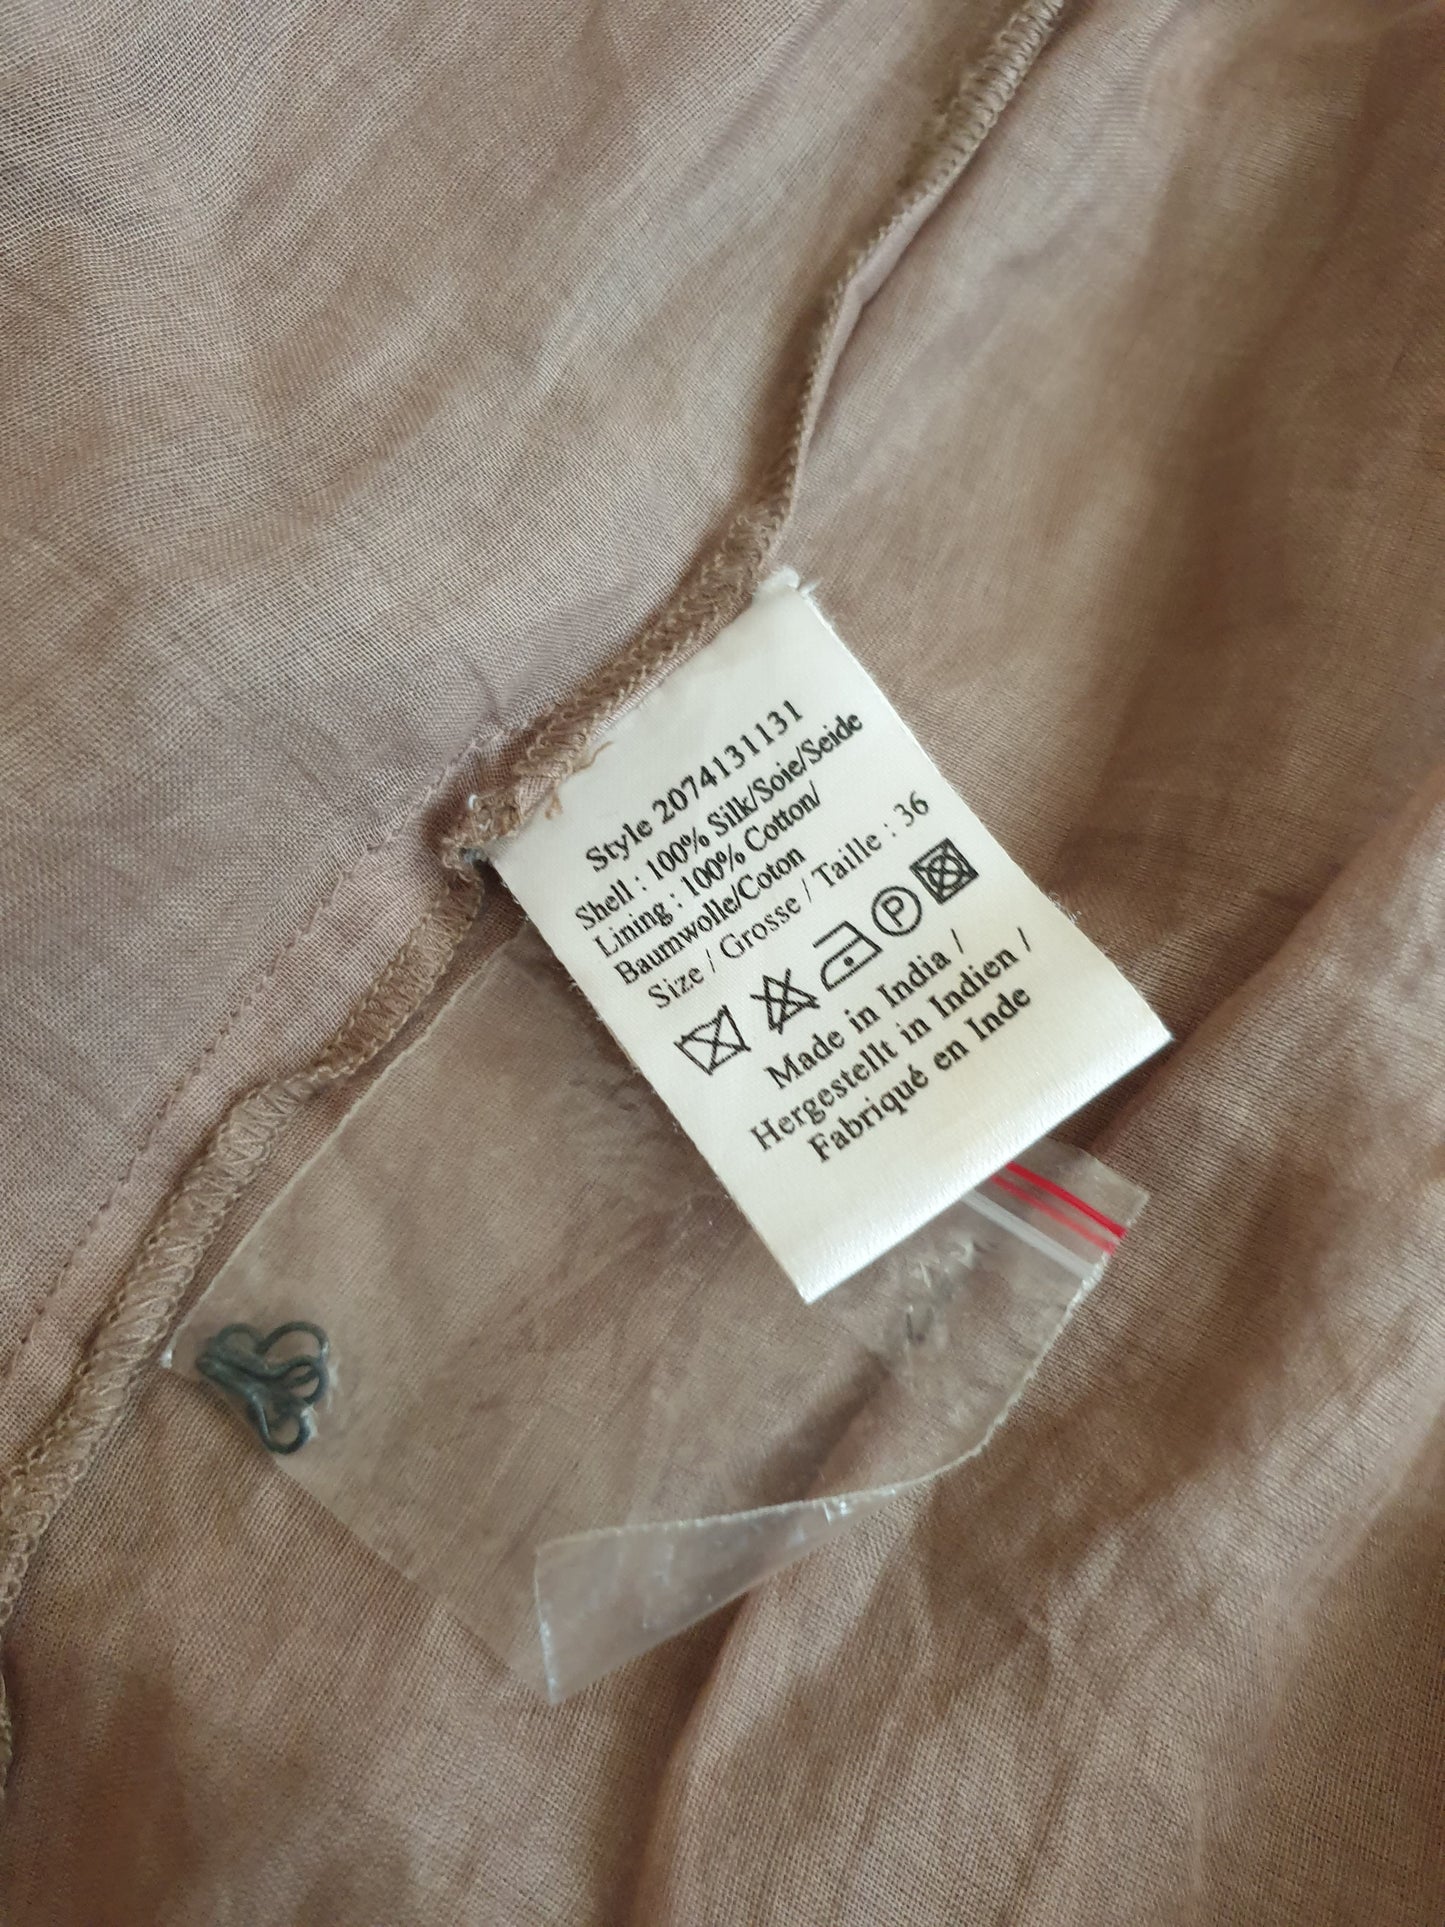 Style 2074131131
Shell : 100% Silk/Soie/Seide
Lining : 100% Cotton/
Baumwolle/Coton
Size / Grosse / Taille : 36
P
Made in India /
Hergestellt in Indien /
Fabriqué en Inde